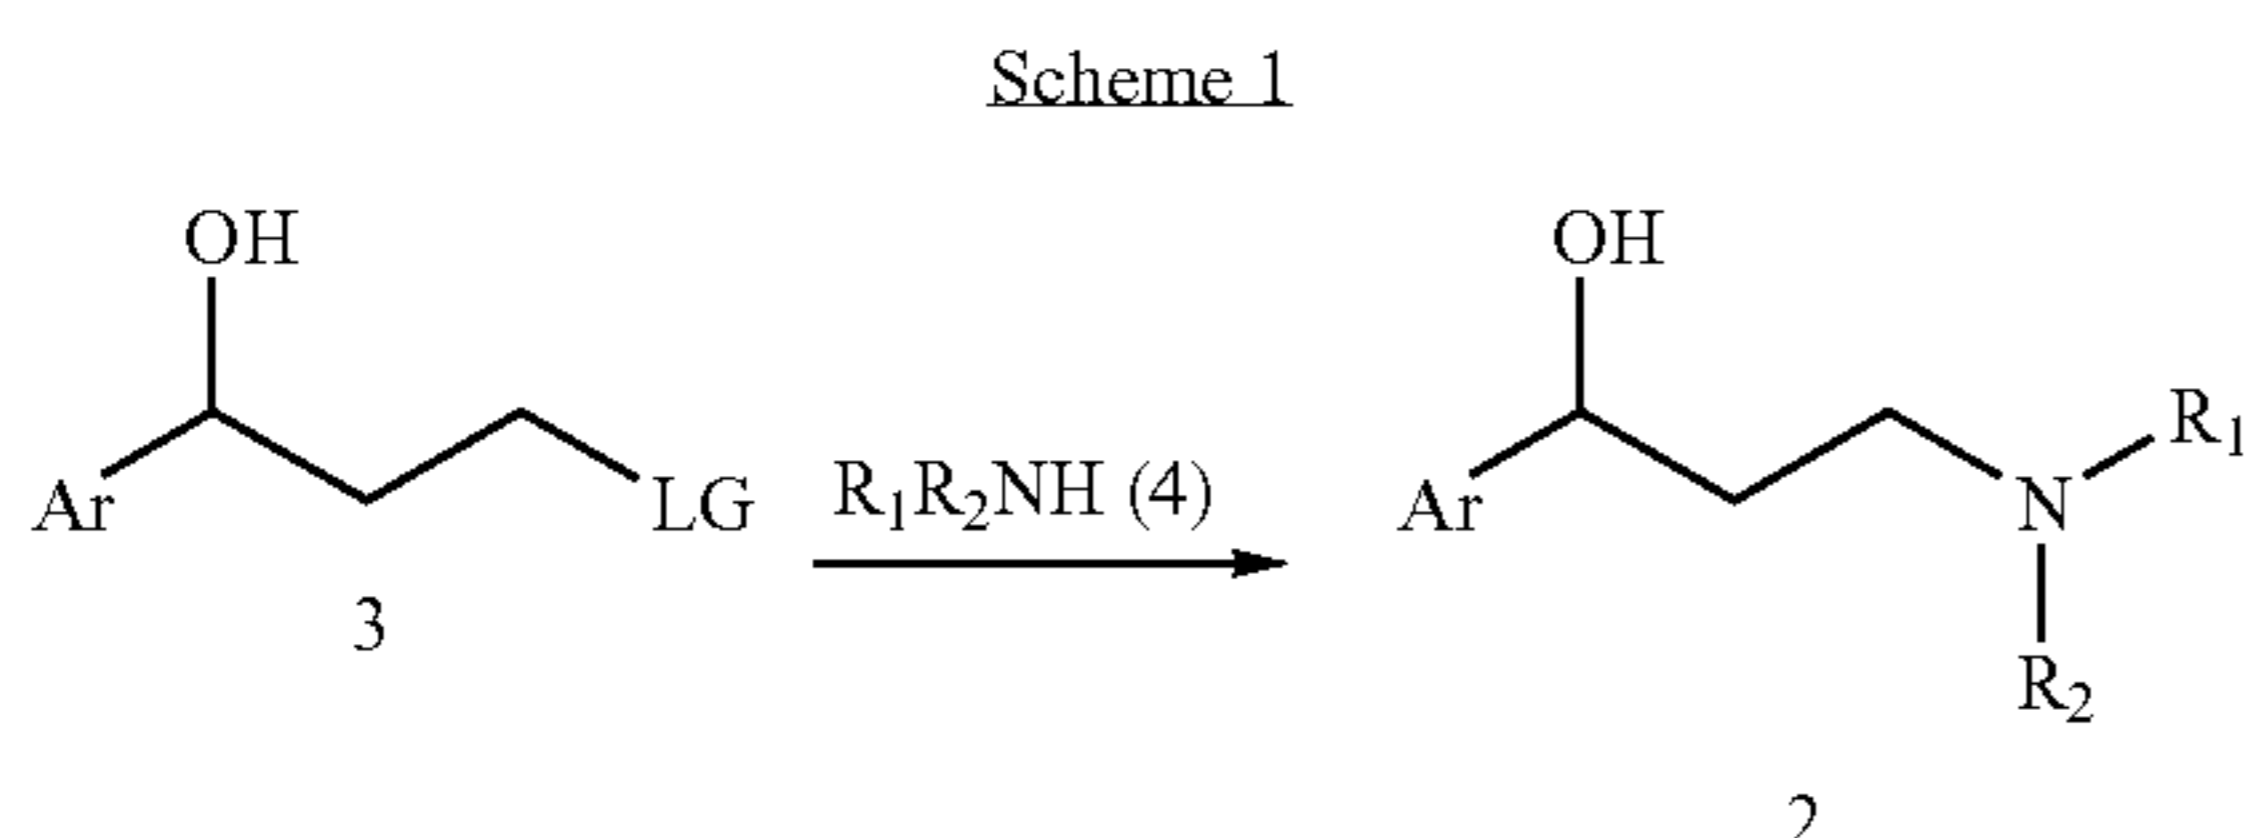 Scheme 1
OH OH
Ar LG R₁R₂NH (4) Ar N R₁
3 R₂
2